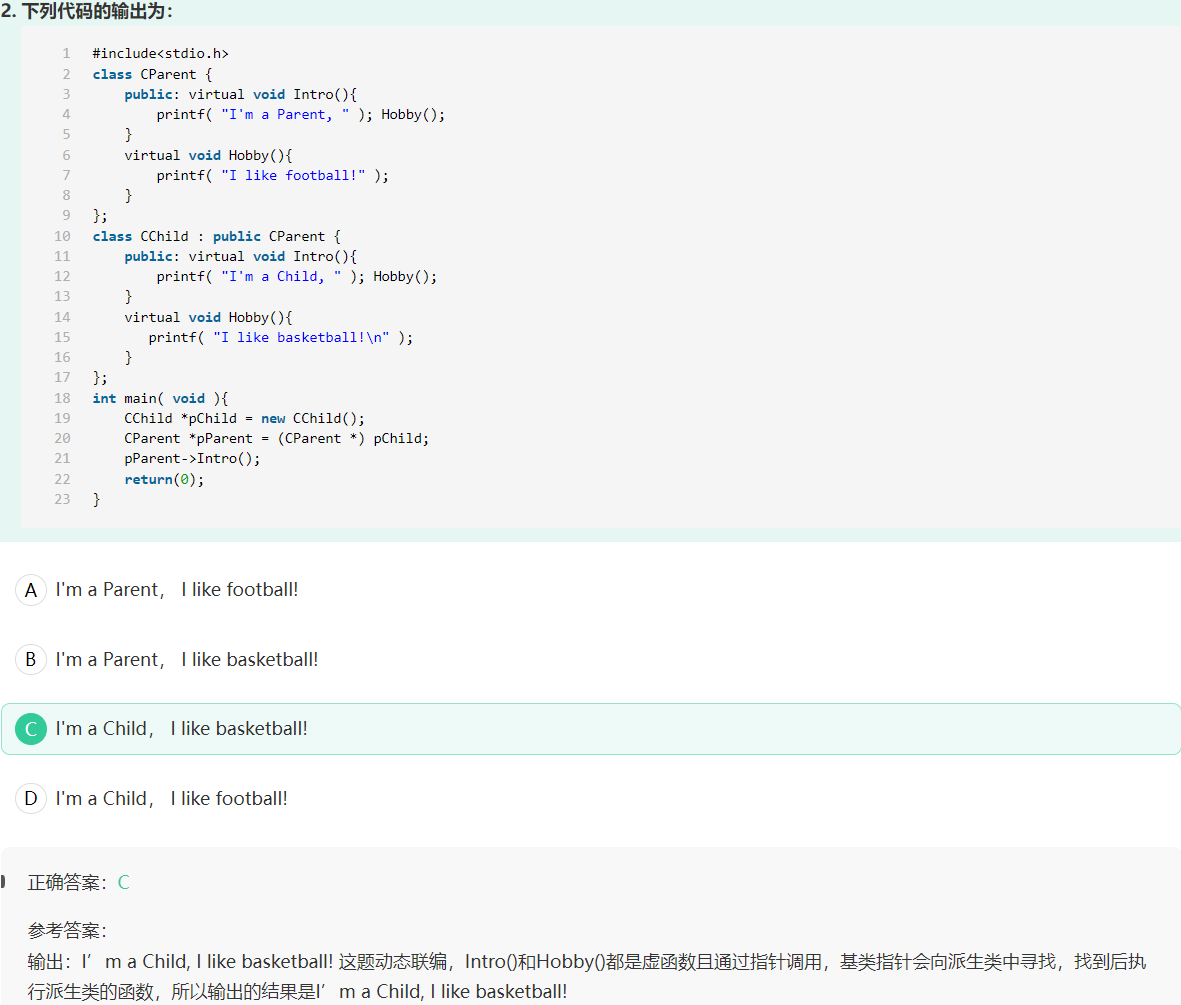 2. 下列代码的输出为：
1 #include<stdio.h>
2 class CParent {
3     public: virtual void Intro(){
4         printf( "I'm a Parent, " ); Hobby();
5     }
6     virtual void Hobby(){
7         printf( "I like football!" );
8     }
9 };
10 class CChild : public CParent {
11     public: virtual void Intro(){
12         printf( "I'm a Child, " ); Hobby();
13     }
14     virtual void Hobby(){
15        printf( "I like basketball!\n" );
16     }
17 };
18 int main( void ){
19     CChild *pChild = new CChild();
20     CParent *pParent = (CParent *) pChild;
21     pParent->Intro();
22     return(0);
23 }
A I'm a Parent， I like football!
B I'm a Parent， I like basketball!
C I'm a Child， I like basketball!
D I'm a Child， I like football!
正确答案：C
参考答案：
输出：I’m a Child, I like basketball! 这题动态联编，Intro()和Hobby()都是虚函数且通过指针调用，基类指针会向派生类中寻找，找到后执
行派生类的函数，所以输出的结果是I’m a Child, I like basketball!